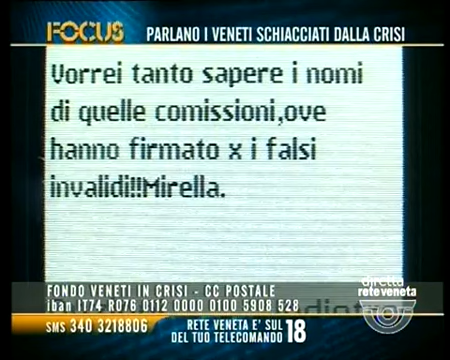 FOCUS
PARLANO I VENETI SCHIACCIATI DALLA CRISI
Vorrei tanto sapere i nomi
di quelle comissioni,ove
hanno firmato x i falsi
invalidi!!Mirella.
diretta
reteveneta
FONDO VENETI IN CRISI - CC POSTALE
iban IT74 R076 0112 0000 0100 5908 528
SMS 340 3218806
RETE VENETA E' SUL
DEL TUO TELECOMANDO 18